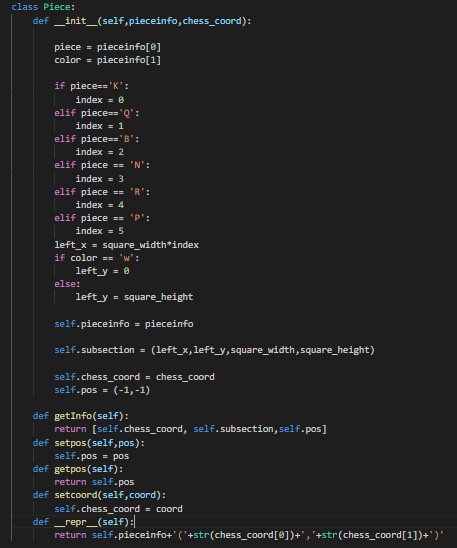 class Piece:
    def __init__(self,pieceinfo,chess_coord):

        piece = pieceinfo[0]
        color = pieceinfo[1]

        if piece=='K':
            index = 0
        elif piece=='Q':
            index = 1
        elif piece=='B':
            index = 2
        elif piece == 'N':
            index = 3
        elif piece == 'R':
            index = 4
        elif piece == 'P':
            index = 5
        left_x = square_width*index
        if color == 'w':
            left_y = 0
        else:
            left_y = square_height

        self.pieceinfo = pieceinfo

        self.subsection = (left_x,left_y,square_width,square_height)

        self.chess_coord = chess_coord
        self.pos = (-1,-1)

    def getInfo(self):
        return [self.chess_coord, self.subsection,self.pos]
    def setpos(self,pos):
        self.pos = pos
    def getpos(self):
        return self.pos
    def setcoord(self,coord):
        self.chess_coord = coord
    def __repr__(self):
        return self.pieceinfo+'('+str(chess_coord[0])+','+str(chess_coord[1])+')'